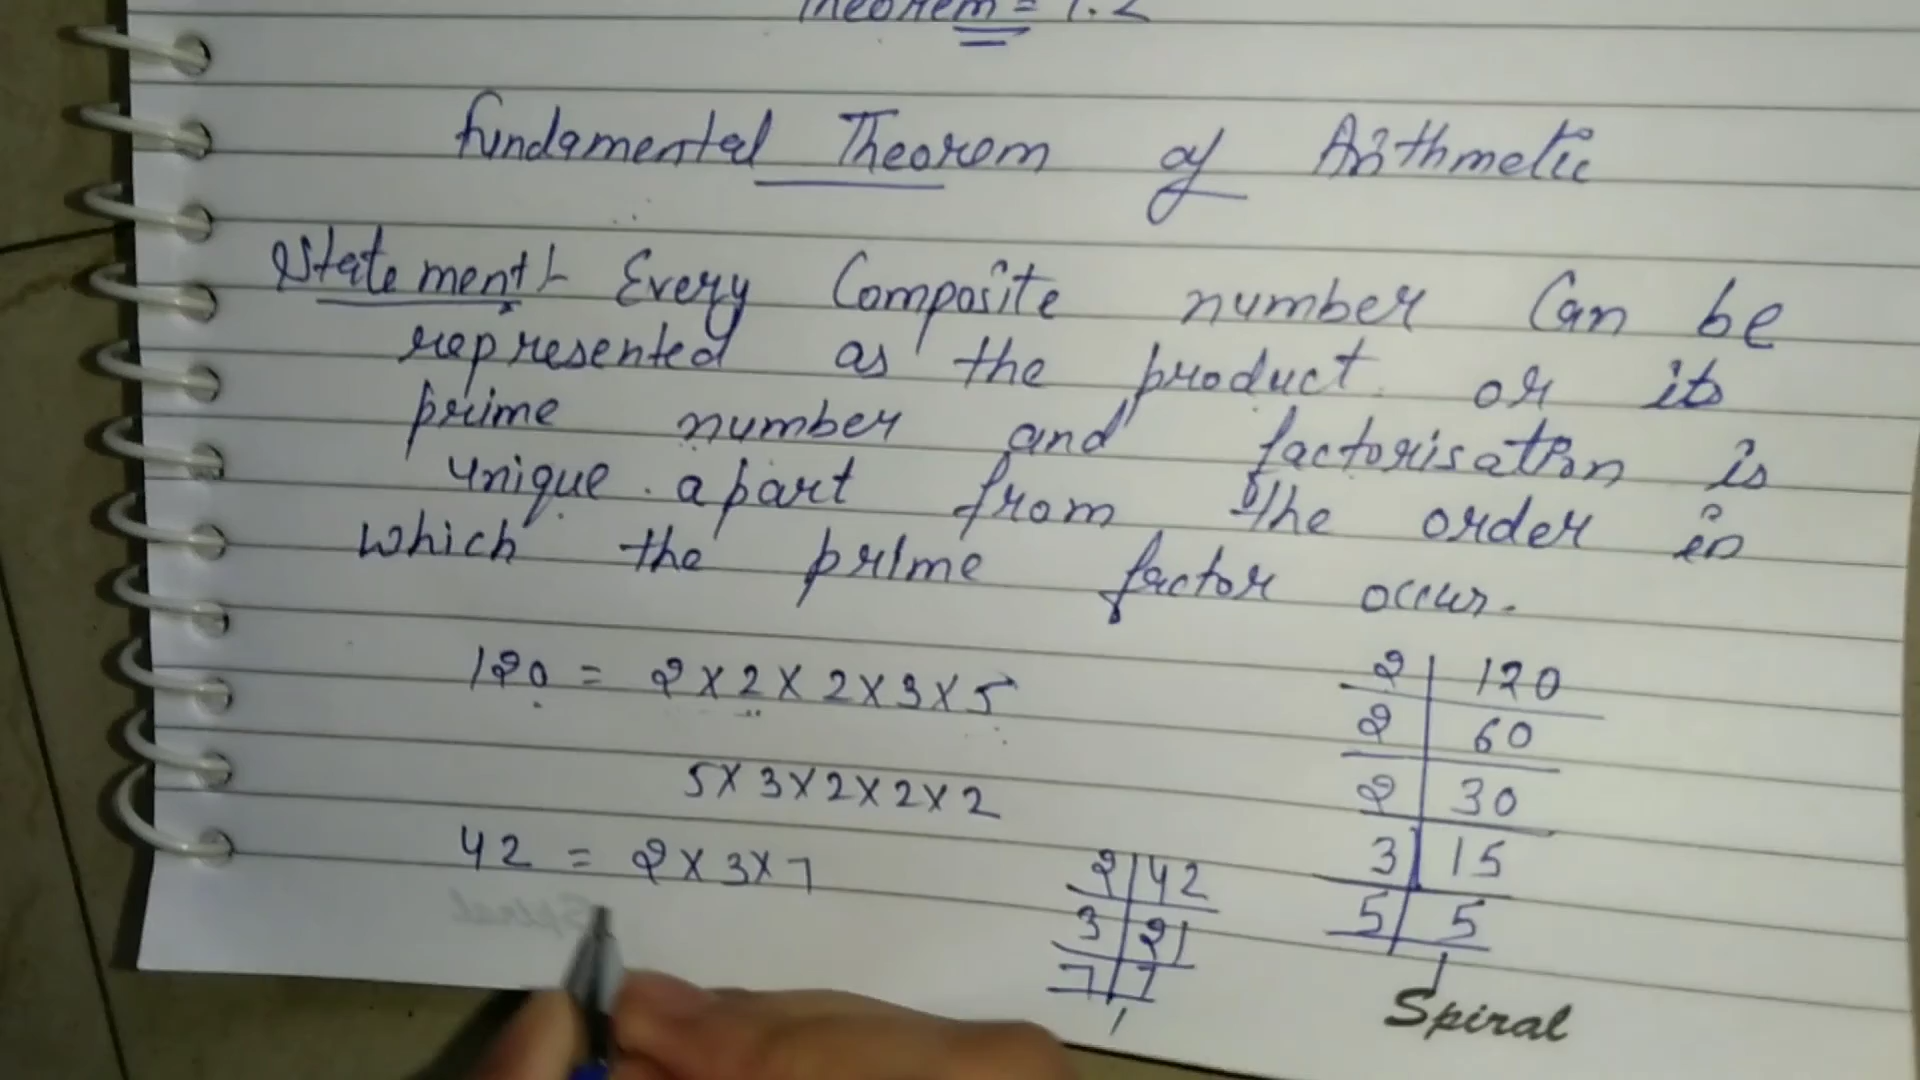 Theorem = 1.2
Fundamental Theorem of Arithmetic
Statement :- Every Composite number Can be
represented as the product or its
prime number and factorisation is
unique. apart from the order in
which the prime factor occur.
120 = 2 X 2 X 2 X 3 X 5
5 X 3 X 2 X 2 X 2
42 = 2 X 3 X 7
2 | 42
3 | 21
7 | 7
1
2 | 120
2 | 60
2 | 30
3 | 15
5 | 5
1
Spiral